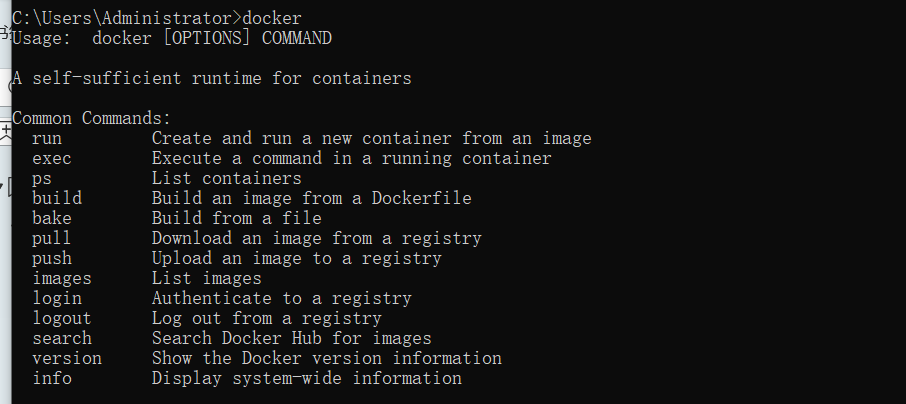 C:\Users\Administrator>docker
Usage:  docker [OPTIONS] COMMAND
A self-sufficient runtime for containers
Common Commands:
  run         Create and run a new container from an image
  exec        Execute a command in a running container
  ps          List containers
  build       Build an image from a Dockerfile
  bake        Build from a file
  pull        Download an image from a registry
  push        Upload an image to a registry
  images      List images
  login       Authenticate to a registry
  logout      Log out from a registry
  search      Search Docker Hub for images
  version     Show the Docker version information
  info        Display system-wide information